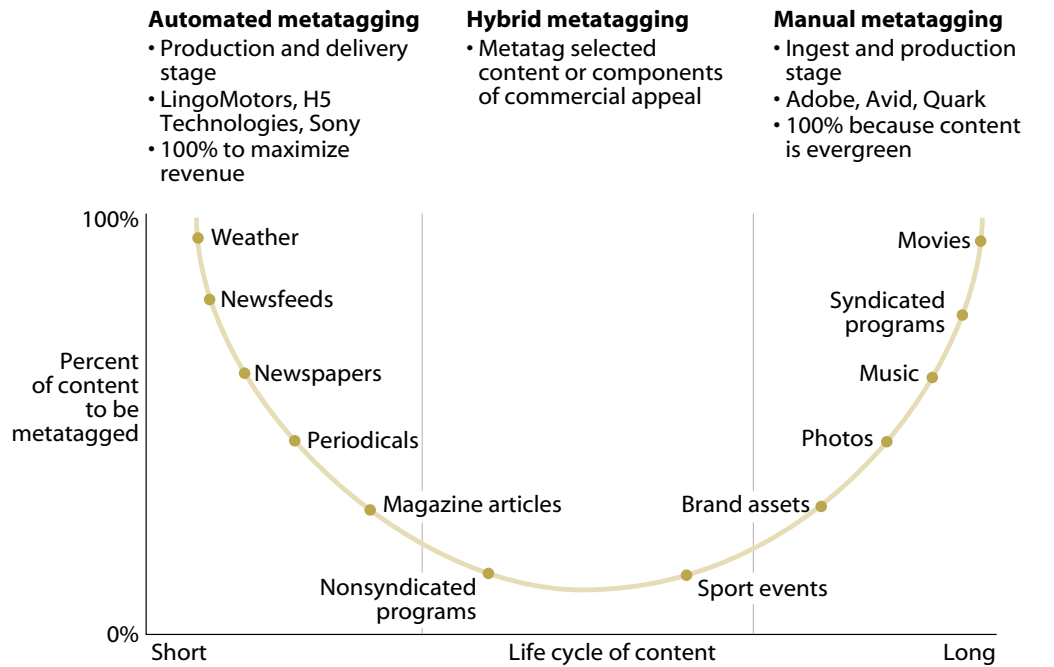 Automated metatagging
• Production and delivery
stage
• LingoMotors, H5
Technologies, Sony
• 100% to maximize
revenue
Hybrid metatagging
• Metatag selected
content or components
of commercial appeal
Manual metatagging
• Ingest and production
stage
• Adobe, Avid, Quark
• 100% because content
is evergreen
100%
Weather
Movies
Newsfeeds
Syndicated
programs
Percent
of content
to be
metatagged
Newspapers
Music
Periodicals
Photos
Magazine articles
Brand assets
Nonsyndicated
programs
Sport events
0%
Short
Life cycle of content
Long